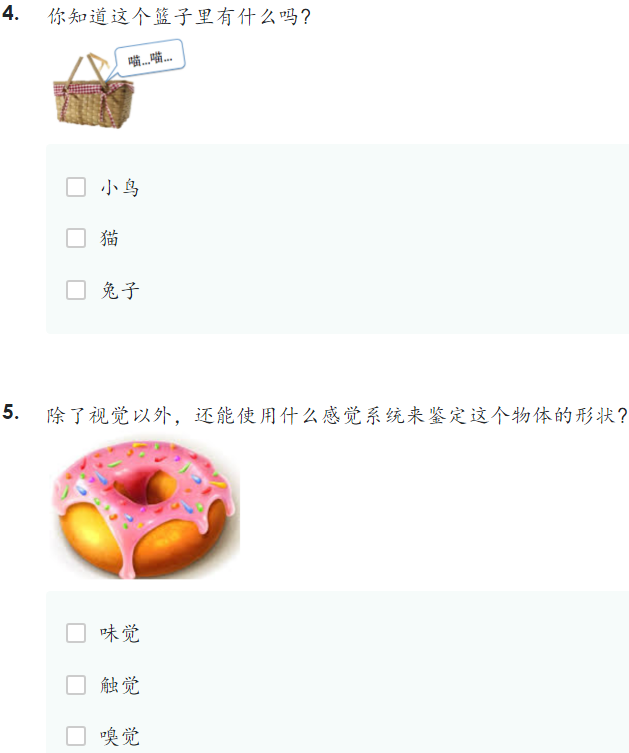 4. 你知道这个篮子里有什么吗?
喵...喵...
小鸟
猫
兔子
5. 除了视觉以外，还能使用什么感觉系统来鉴定这个物体的形状?
味觉
触觉
嗅觉